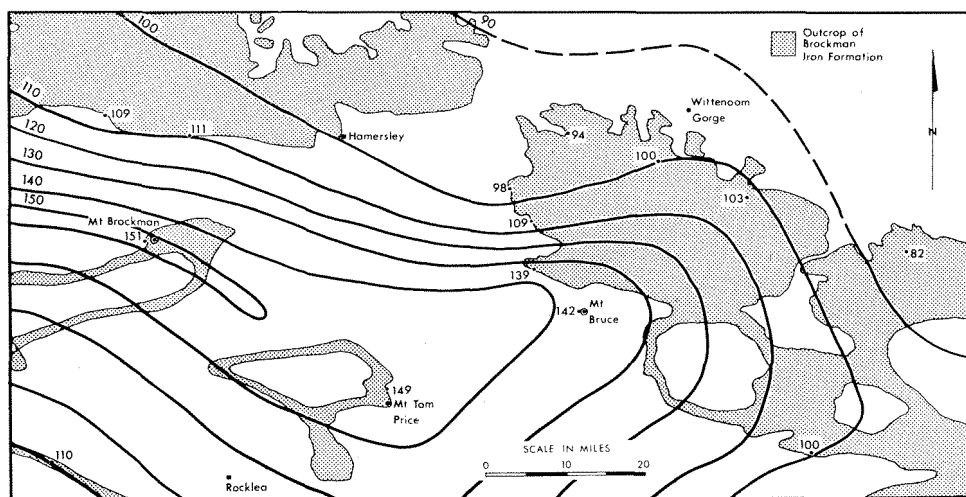 100
90
Outcrop of
Brockman
Iron Formation
N
110
109
120
111
Hamersley
Wittenoom
Gorge
94
130
100
140
98
103
150
Mt Brockman
109
151
82
139
142
Mt
Bruce
149
Mt Tom
Price
SCALE IN MILES
0 10 20
100
110
Rocklea